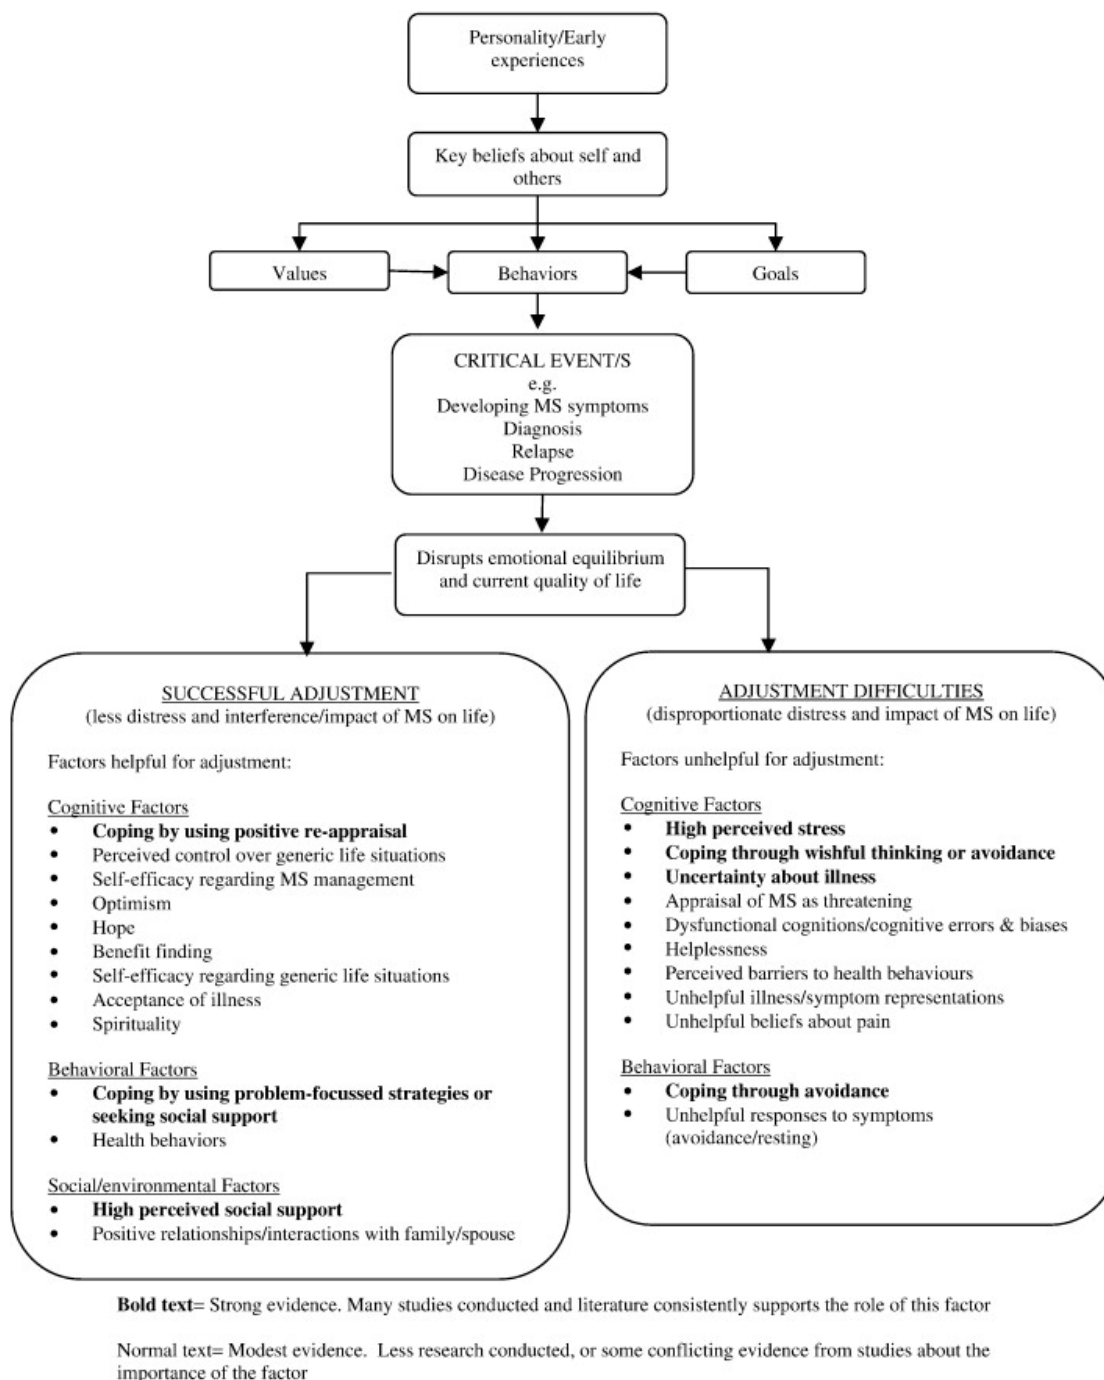 Personality/Early
experiences
Key beliefs about self and
others
Values
Behaviors
Goals
CRITICAL EVENT/S
e.g.
Developing MS symptoms
Diagnosis
Relapse
Disease Progression
Disrupts emotional equilibrium
and current quality of life
SUCCESSFUL ADJUSTMENT
(less distress and interference/impact of MS on life)
Factors helpful for adjustment:
Cognitive Factors
• Coping by using positive re-appraisal
• Perceived control over generic life situations
• Self-efficacy regarding MS management
• Optimism
• Hope
• Benefit finding
• Self-efficacy regarding generic life situations
• Acceptance of illness
• Spirituality
Behavioral Factors
• Coping by using problem-focussed strategies or
seeking social support
• Health behaviors
Social/environmental Factors
• High perceived social support
• Positive relationships/interactions with family/spouse
ADJUSTMENT DIFFICULTIES
(disproportionate distress and impact of MS on life)
Factors unhelpful for adjustment:
Cognitive Factors
• High perceived stress
• Coping through wishful thinking or avoidance
• Uncertainty about illness
• Appraisal of MS as threatening
• Dysfunctional cognitions/cognitive errors & biases
• Helplessness
• Perceived barriers to health behaviours
• Unhelpful illness/symptom representations
• Unhelpful beliefs about pain
Behavioral Factors
• Coping through avoidance
• Unhelpful responses to symptoms
(avoidance/resting)
Bold text= Strong evidence. Many studies conducted and literature consistently supports the role of this factor
Normal text= Modest evidence. Less research conducted, or some conflicting evidence from studies about the
importance of the factor